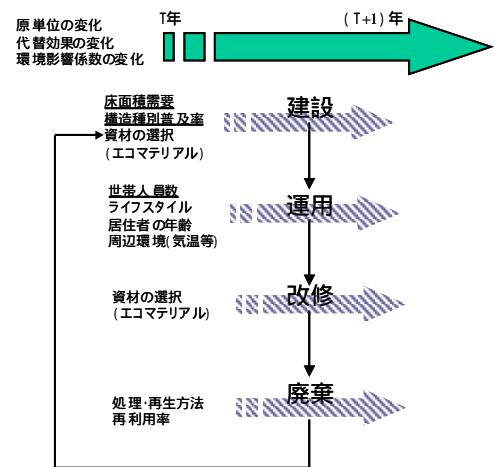 原単位の変化
代替効果の変化
環境影響係数の変化
T年
(T+1)年
床面積需要
構造種別普及率
資材の選択
(エコマテリアル)
建設
世帯人員数
ライフスタイル
居住者の年齢
周辺環境(気温等)
運用
資材の選択
(エコマテリアル)
改修
処理・再生方法
再利用率
廃棄